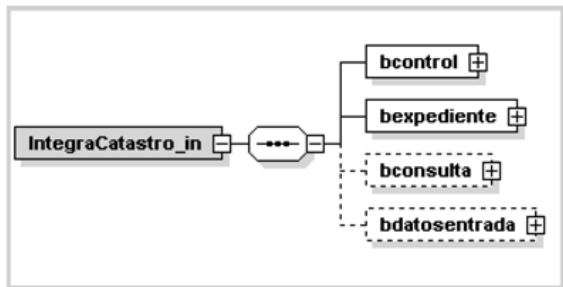 bcontrol
bexpediente
IntegraCatastro_in
bconsulta
bdatosentrada